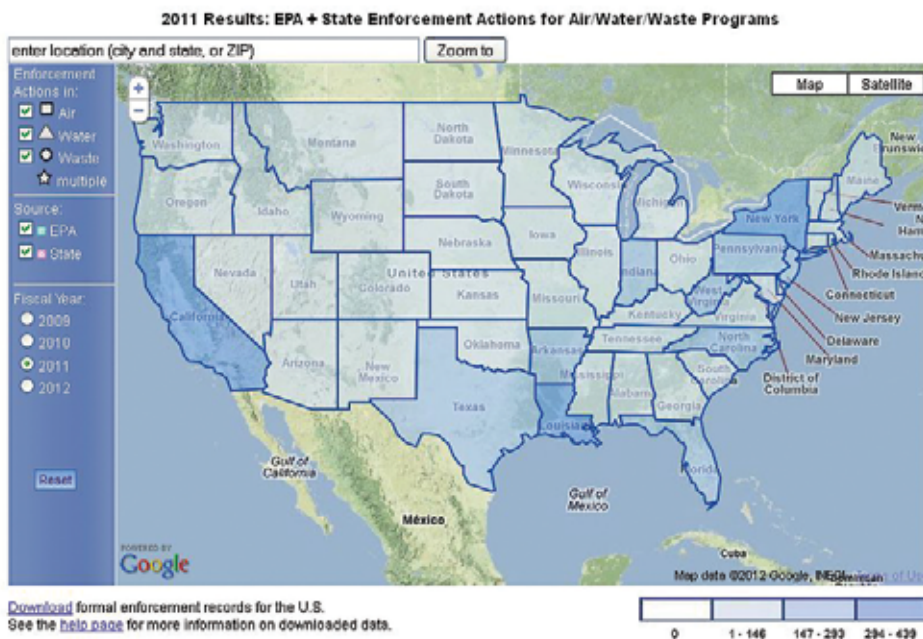 2011 Results: EPA + State Enforcement Actions for Air/Water/Waste Programs
enter location (city and state, or ZIP)
Zoom to
Enforcement
Actions in:
Air
Water
Waste
multiple
Source:
EPA
State
Fiscal Year:
2009
2010
2011
2012
Reset
+
-
Map
Satellite
Washington
Montana
North
Dakota
Minnesota
New
Brunswick
Maine
Oregon
Idaho
Wyoming
South
Dakota
Wisconsin
Michigan
New York
Verm
Ham
Massachu
Rhode Island
Connecticut
New Jersey
Delaware
Maryland
District of
Columbia
Nevada
Utah
Colorado
United States
Nebraska
Iowa
Illinois
Indiana
Ohio
Pennsylvania
California
Kansas
Missouri
Kentucky
West
Virginia
Virginia
Arizona
New
Mexico
Oklahoma
Arkansas
Tennessee
North
Carolina
Texas
Louisian
Mississippi
Alabama
Georgia
South
Carolina
Florida
Gulf of
California
Gulf of
Mexico
México
Cuba
POWERED BY
Google
Map data ©2012 Google, INEGI
Terms of Us
Download formal enforcement records for the U.S.
See the help page for more information on downloaded data.
0
1 - 146
147 - 293
294 - 439